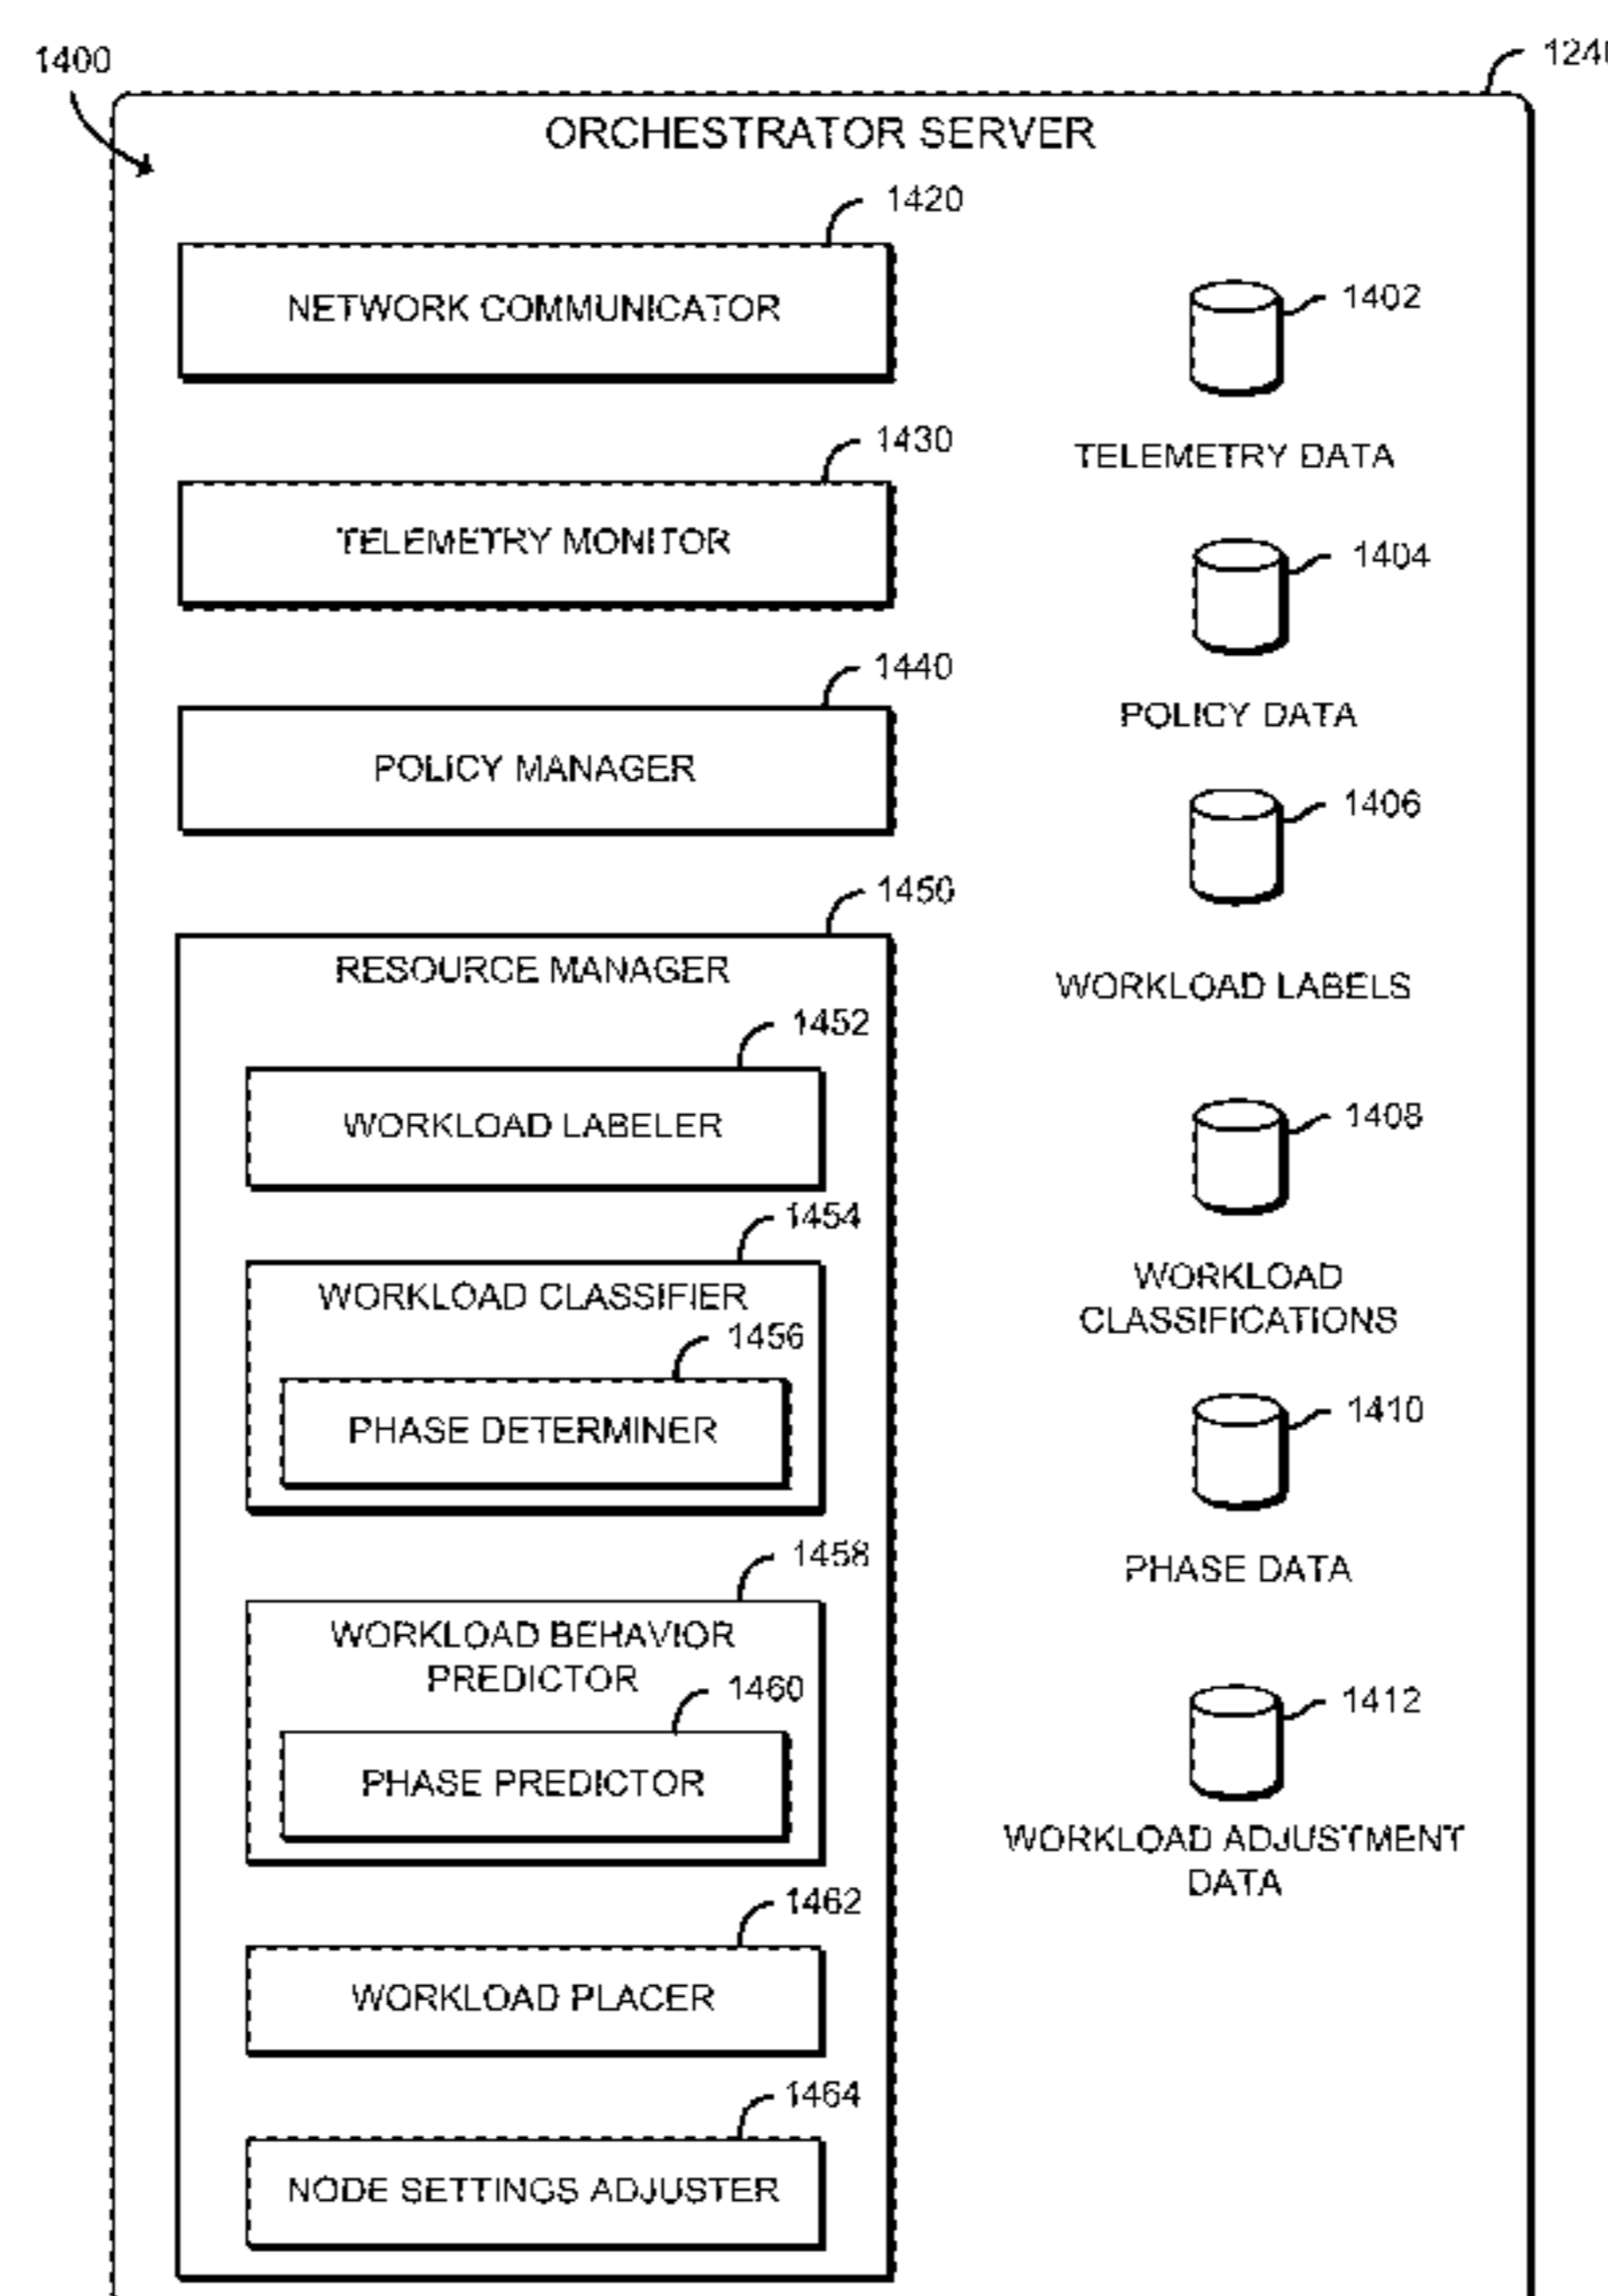 1400
ORCHESTRATOR SERVER
1420
NETWORK COMMUNICATOR
1402
TELEMETRY DATA
1430
TELEMETRY MONITOR
1404
POLICY DATA
1440
POLICY MANAGER
1406
WORKLOAD LABELS
1450
RESOURCE MANAGER
1452
WORKLOAD LABELER
1408
WORKLOAD
CLASSIFICATIONS
1454
WORKLOAD CLASSIFIER
1456
PHASE DETERMINER
1410
PHASE DATA
1458
WORKLOAD BEHAVIOR
PREDICTOR
1460
PHASE PREDICTOR
1412
WORKLOAD ADJUSTMENT
DATA
1462
WORKLOAD PLACER
1464
NODE SETTINGS ADJUSTER